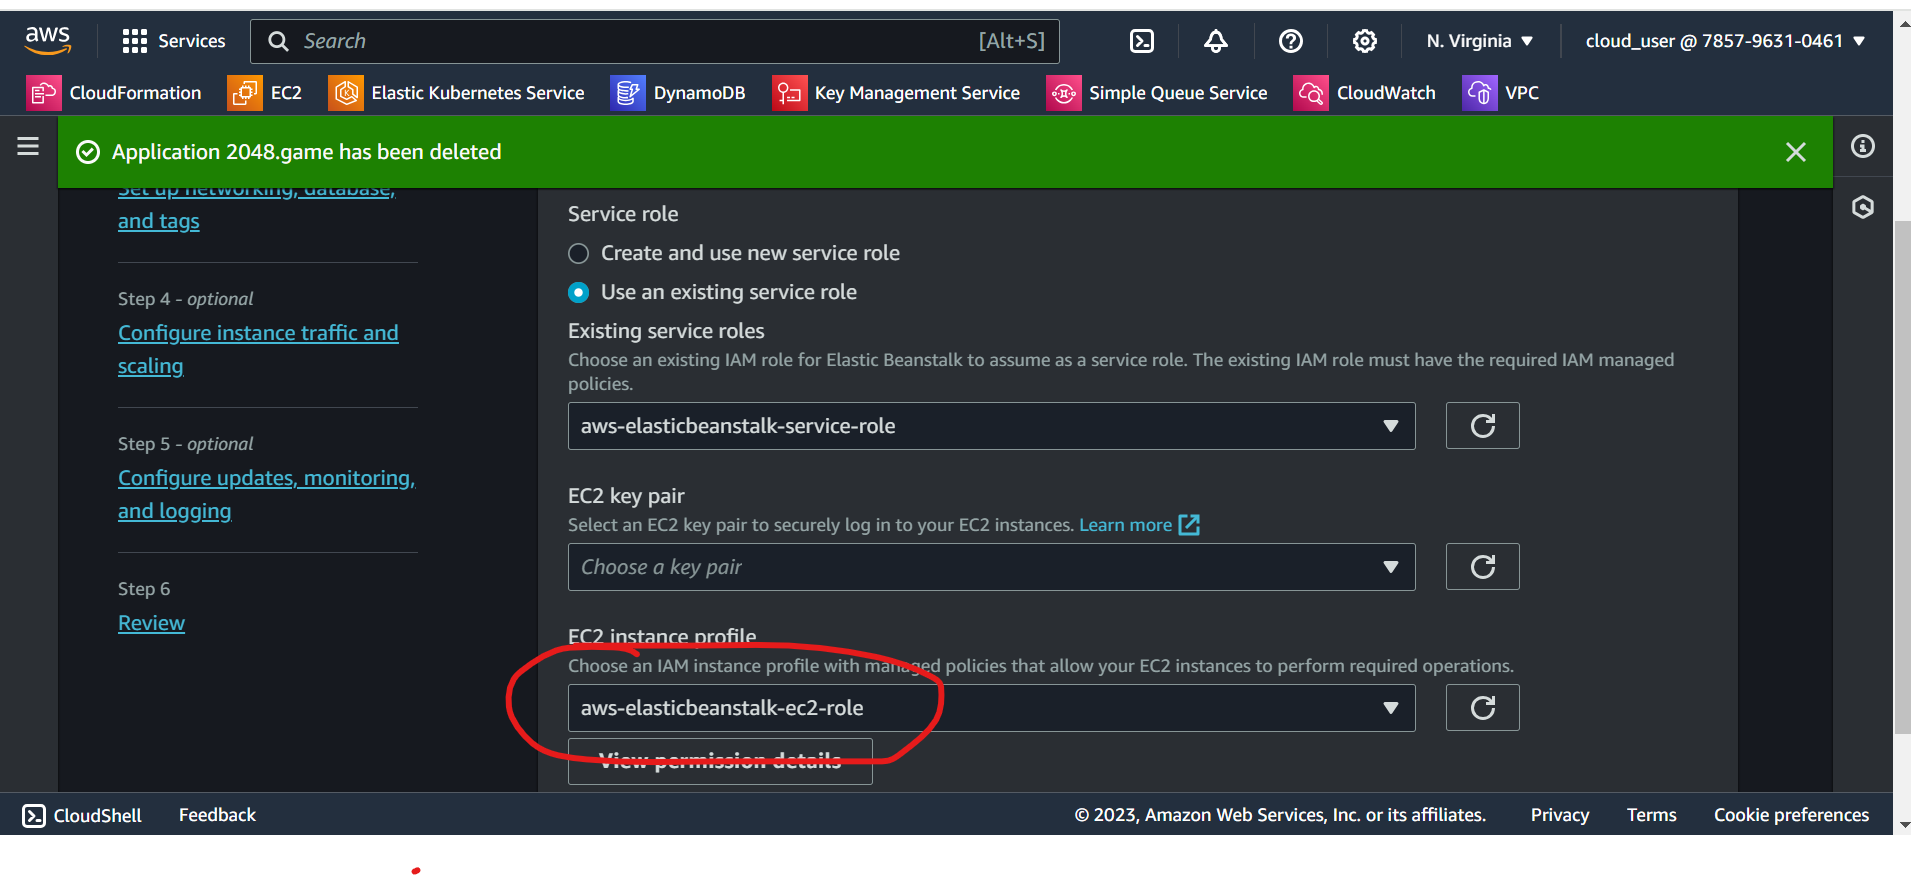 aws
Services
Search
[Alt+S]
N. Virginia
cloud_user @ 7857-9631-0461
CloudFormation
EC2
Elastic Kubernetes Service
DynamoDB
Key Management Service
Simple Queue Service
CloudWatch
VPC
Application 2048.game has been deleted
Set up networking, database,
and tags
Step 4 - optional
Configure instance traffic and
scaling
Step 5 - optional
Configure updates, monitoring,
and logging
Step 6
Review
Service role
Create and use new service role
Use an existing service role
Existing service roles
Choose an existing IAM role for Elastic Beanstalk to assume as a service role. The existing IAM role must have the required IAM managed
policies.
aws-elasticbeanstalk-service-role
EC2 key pair
Select an EC2 key pair to securely log in to your EC2 instances. Learn more
Choose a key pair
EC2 instance profile
Choose an IAM instance profile with managed policies that allow your EC2 instances to perform required operations.
aws-elasticbeanstalk-ec2-role
View permission details
CloudShell
Feedback
© 2023, Amazon Web Services, Inc. or its affiliates.
Privacy
Terms
Cookie preferences